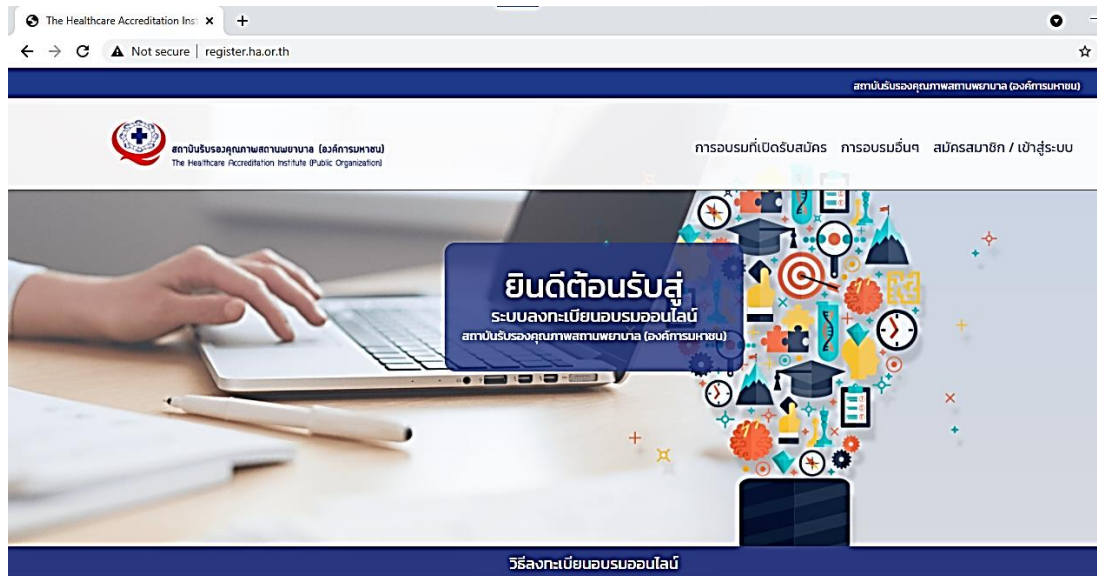 The Healthcare Accreditation Inst
Not secure | register.ha.or.th
สถาบันรับรองคุณภาพสถานพยาบาล (องค์การมหาชน)
สถาบันรับรองคุณภาพสถานพยาบาล (องค์การมหาชน)
The Healthcare Accreditation Institute (Public Organization)
การอบรมที่เปิดรับสมัคร การอบรมอื่นๆ สมัครสมาชิก / เข้าสู่ระบบ
ยินดีต้อนรับสู่
ระบบลงทะเบียนอบรมออนไลน์
สถาบันรับรองคุณภาพสถานพยาบาล (องค์การมหาชน)
วิธีลงทะเบียนอบรมออนไลน์